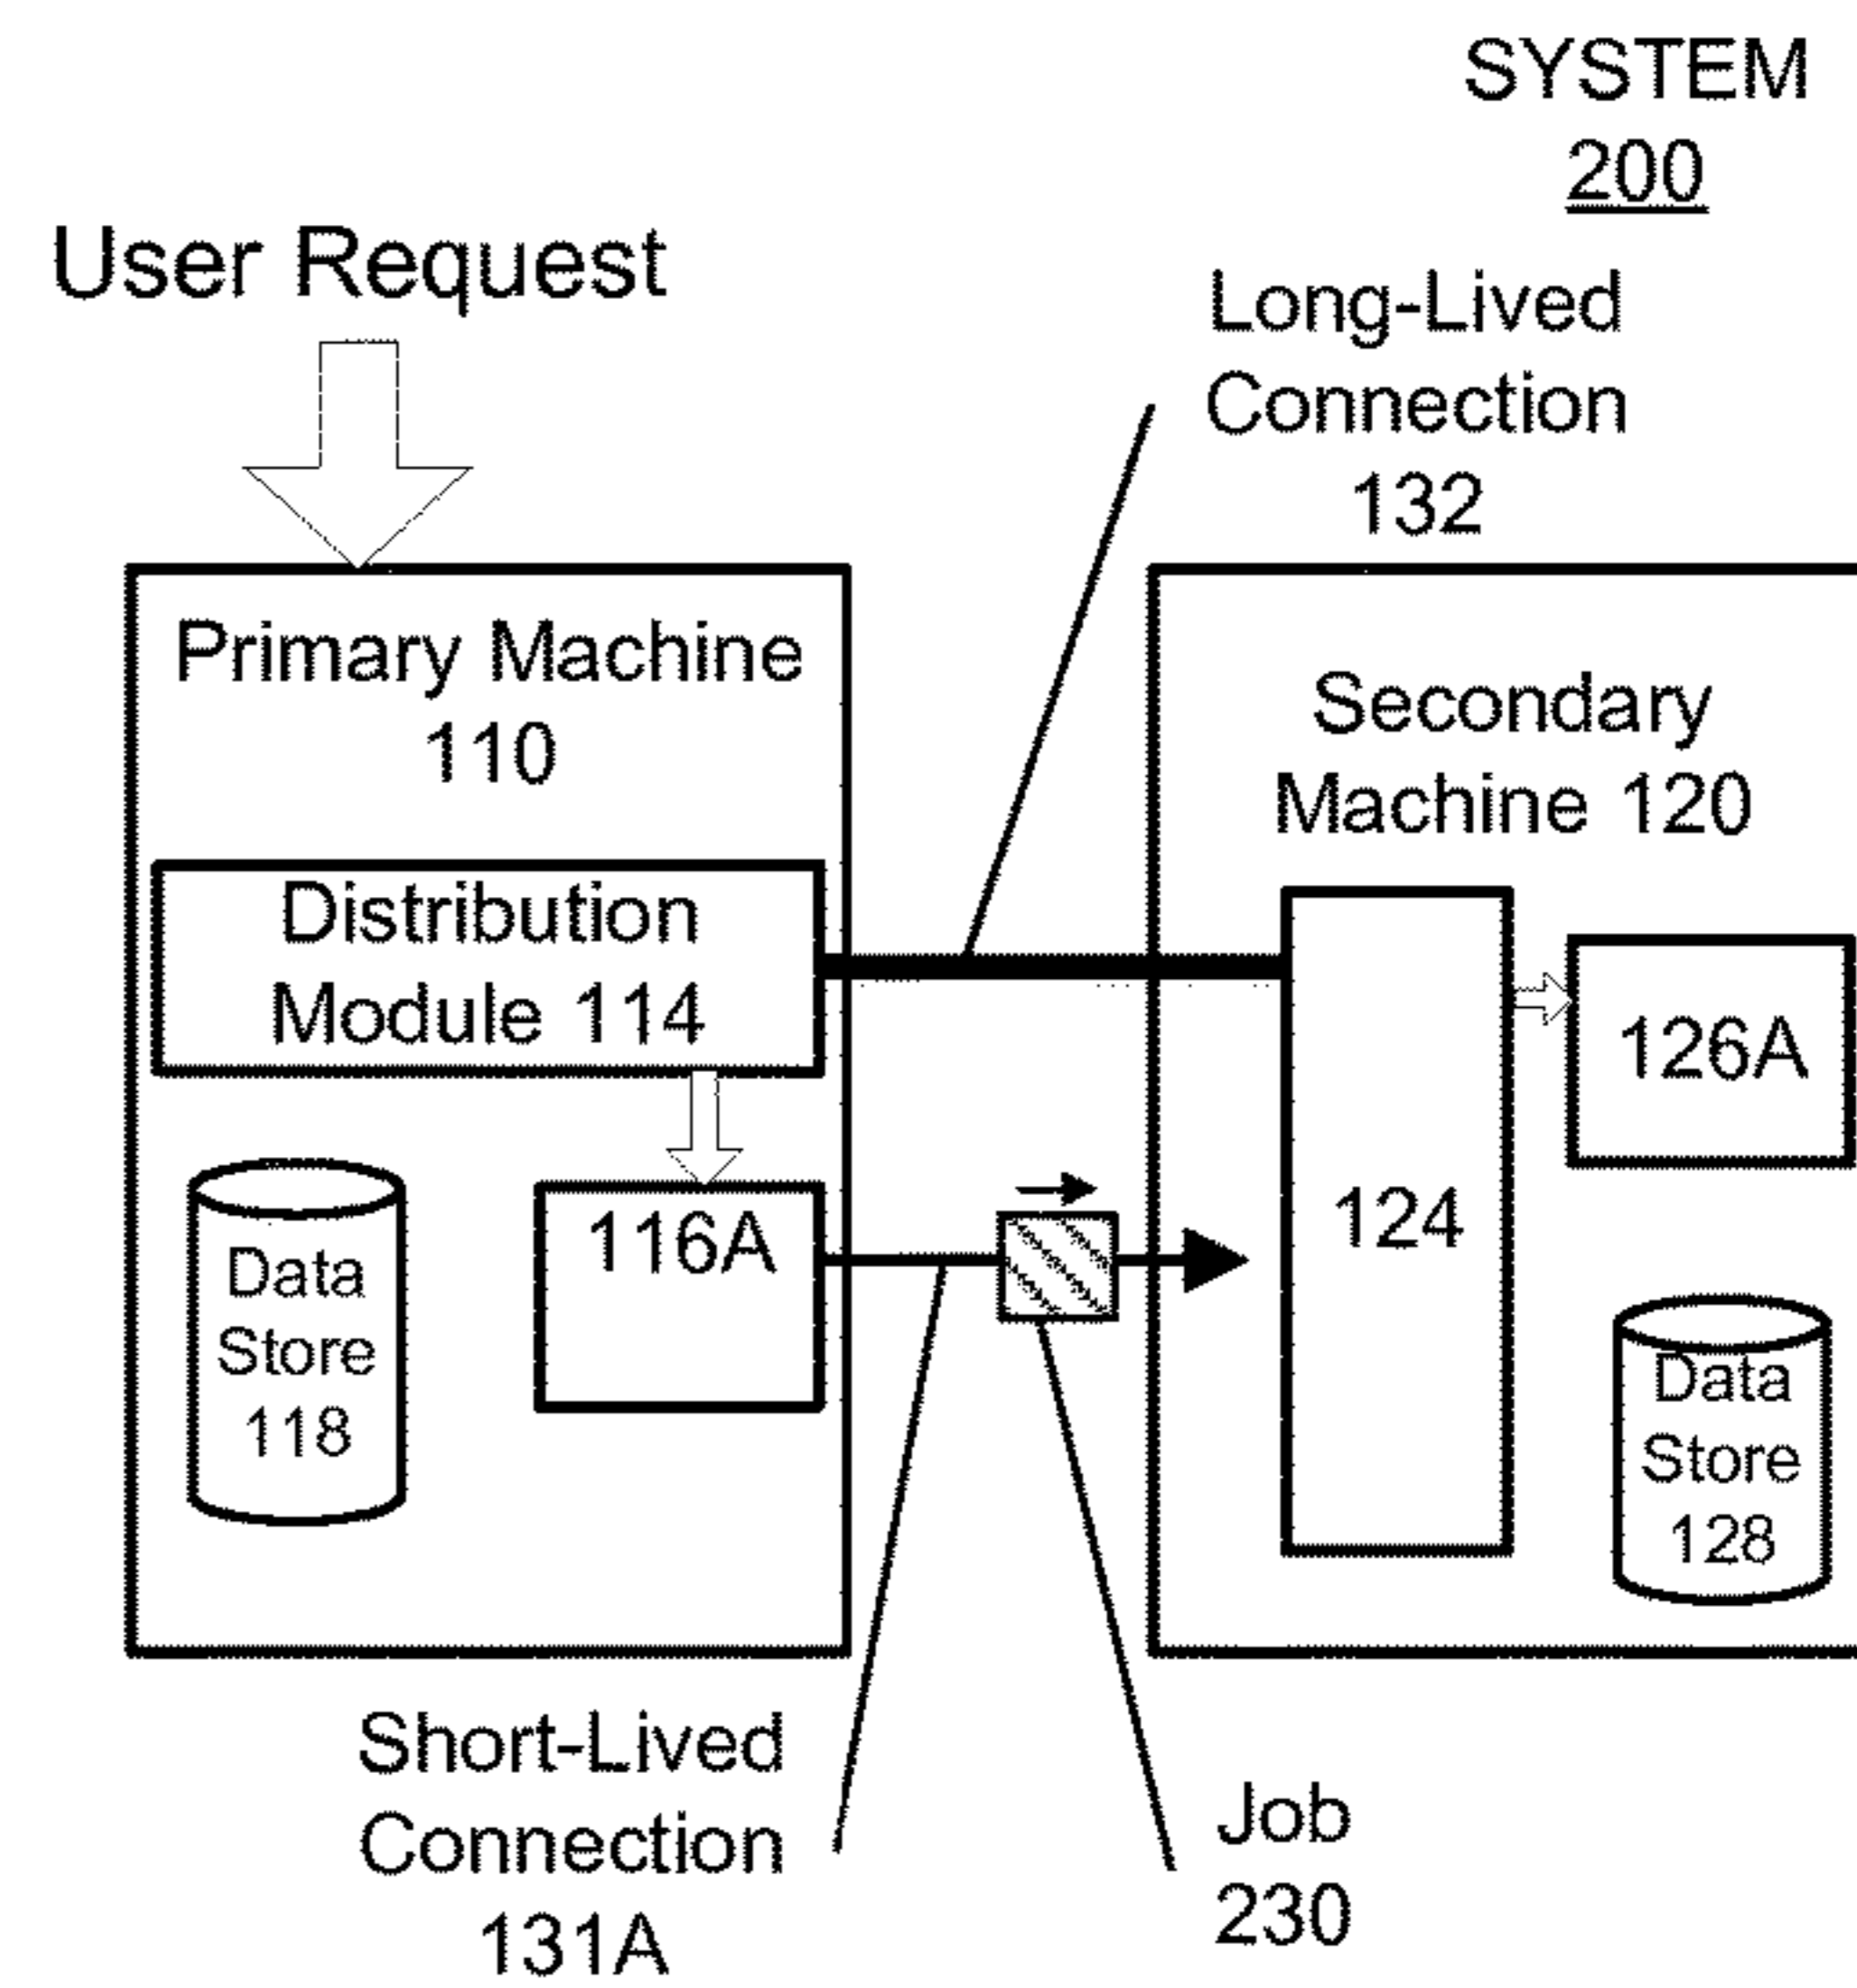 SYSTEM
200
User Request
Long-Lived
Connection
132
Primary Machine
110
Distribution
Module 114
116A
Data
Store
118
Secondary
Machine 120
124
126A
Data
Store
128
Short-Lived
Connection
131A
Job
230